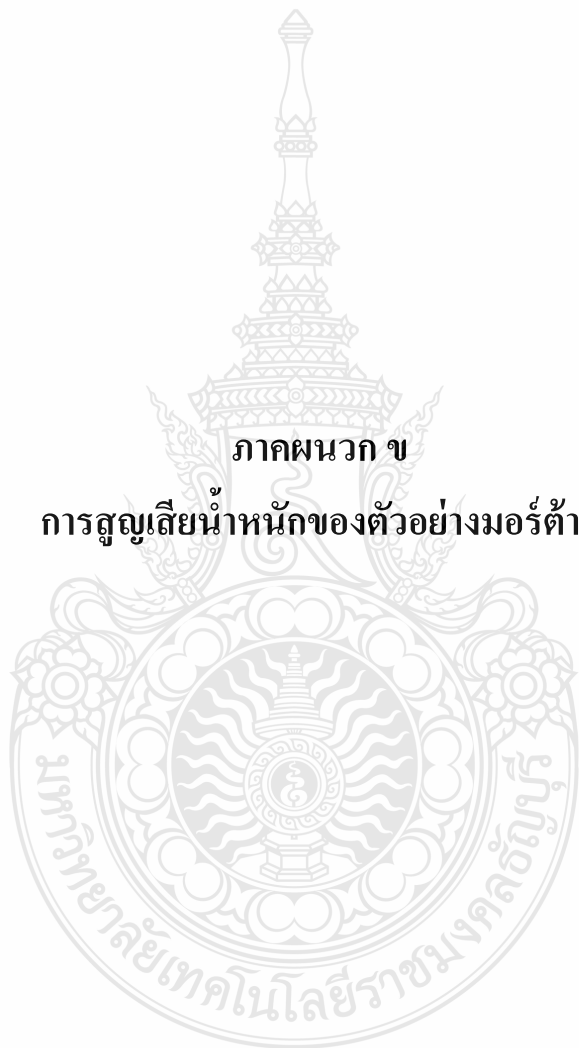 ภาคผนวก ข
การสูญเสียน้ำหนักของตัวอย่างมอร์ต้า
มหาวิทยาลัยเทคโนโลยีราชมงคลธัญบุรี